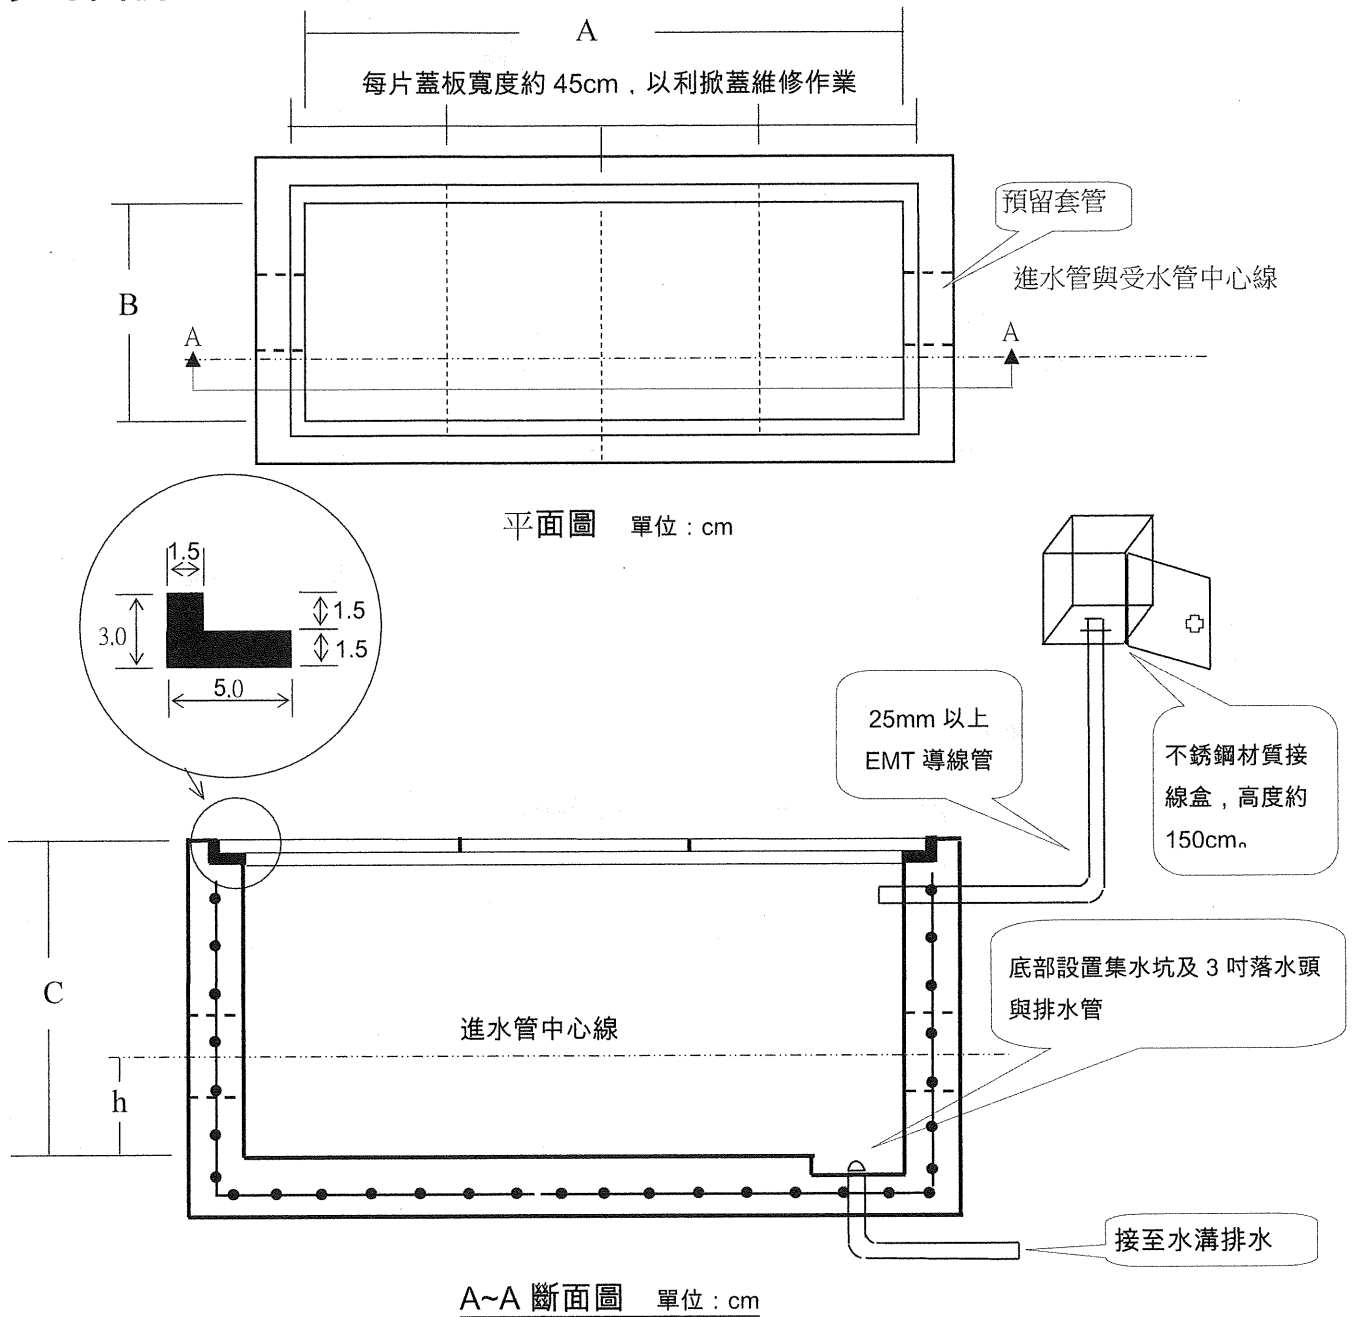 A
每片蓋板寬度約 45cm，以利掀蓋維修作業
預留套管
進水管與受水管中心線
B
A
A
平面圖 單位：cm
1.5
3.0
1.5
1.5
5.0
25mm 以上
EMT 導線管
不銹鋼材質接
線盒，高度約
150cm。
C
h
進水管中心線
底部設置集水坑及 3 吋落水頭
與排水管
接至水溝排水
A~A 斷面圖 單位：cm